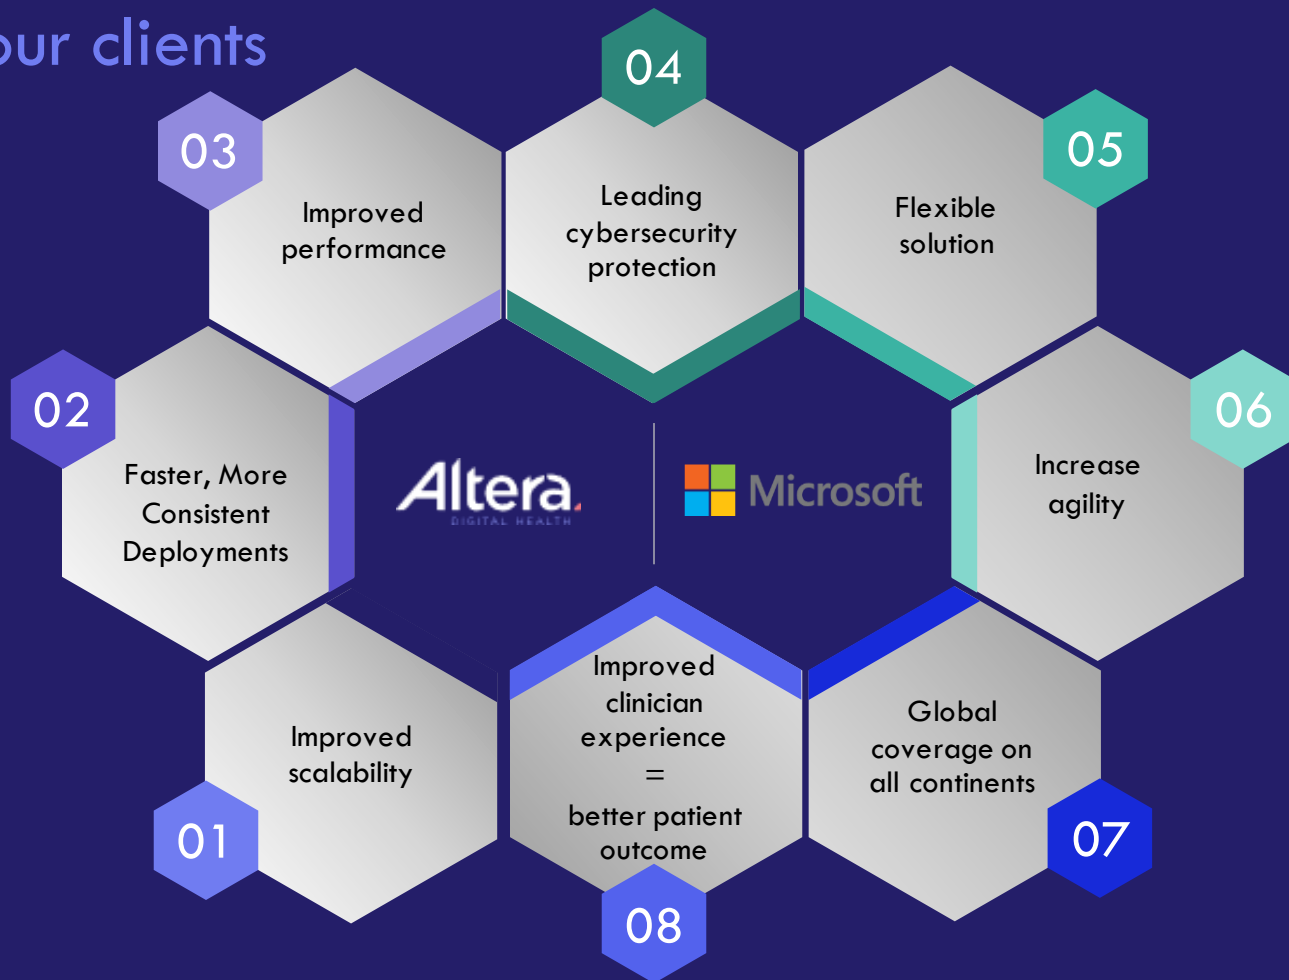 our clients
04
03
05
Leading
cybersecurity
protection
Improved
performance
Flexible
solution
02
06
Faster, More
Consistent
Deployments
Altera.
DIGITAL HEALTH
Microsoft
Increase
agility
Improved
scalability
01
Improved
clinician
experience
=
better patient
outcome
08
Global
coverage on
all continents
07